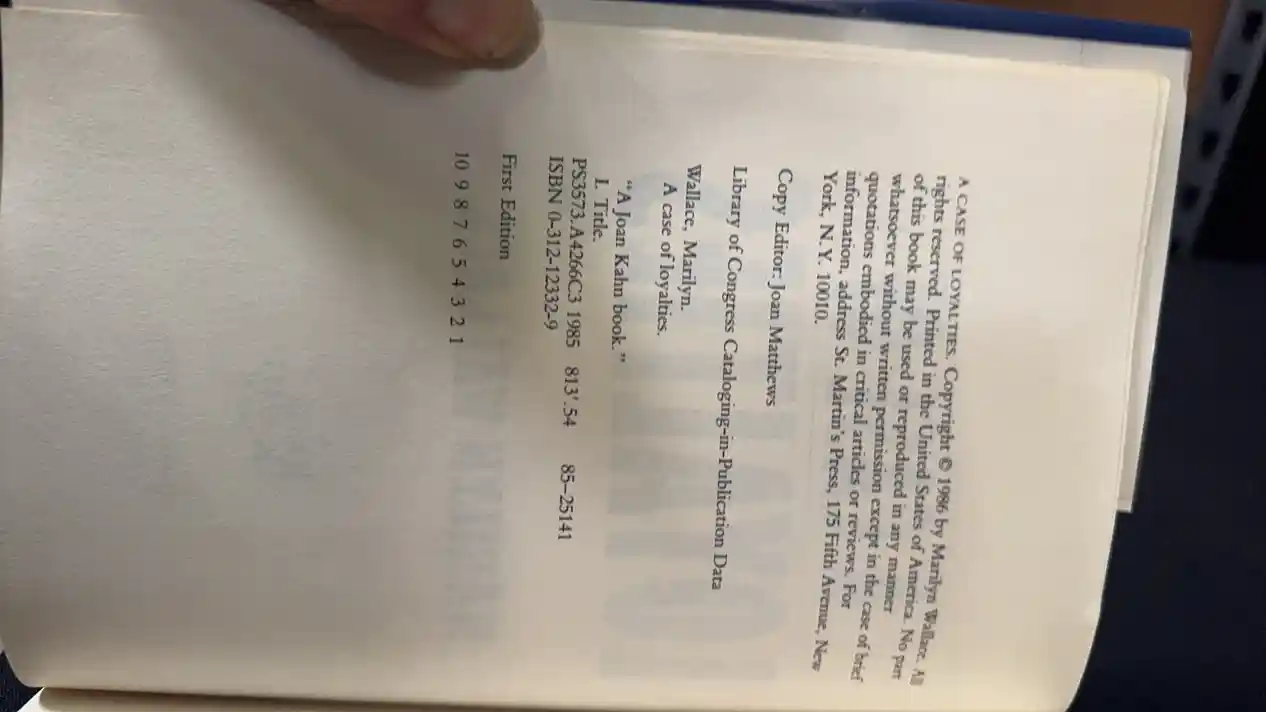 A CASE OF LOYALTIES. Copyright © 1986 by Marilyn Wallace. All
rights reserved. Printed in the United States of America. No part
of this book may be used or reproduced in any manner
whatsoever without written permission except in the case of brief
quotations embodied in critical articles or reviews. For
information, address St. Martin's Press, 175 Fifth Avenue, New
York, N.Y. 10010.
Copy Editor: Joan Matthews
Library of Congress Cataloging-in-Publication Data
Wallace, Marilyn.
A case of loyalties.
“A Joan Kahn book.”
I. Title.
PS3573.A4266C3 1985 813'.54 85–25141
ISBN 0-312-12332-9
First Edition
10 9 8 7 6 5 4 3 2 1